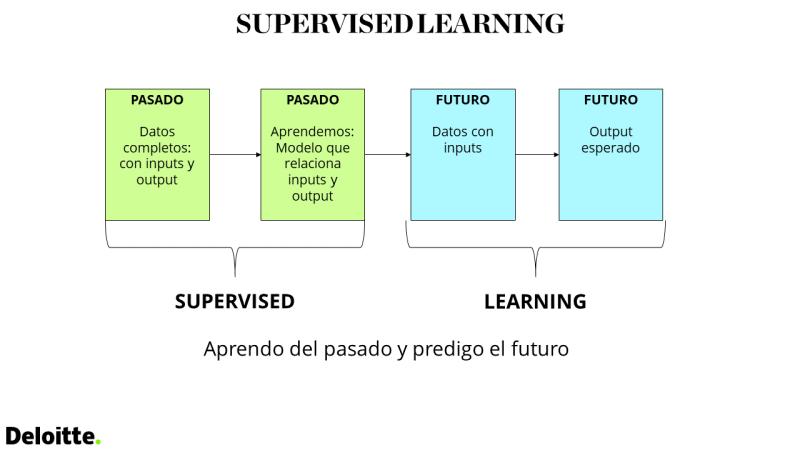 SUPERVISED LEARNING
PASADO
Datos
completos:
con inputs y
output
PASADO
Aprendemos:
Modelo que
relaciona
inputs y
output
FUTURO
Datos con
inputs
FUTURO
Output
esperado
SUPERVISED
LEARNING
Aprendo del pasado y predigo el futuro
Deloitte.